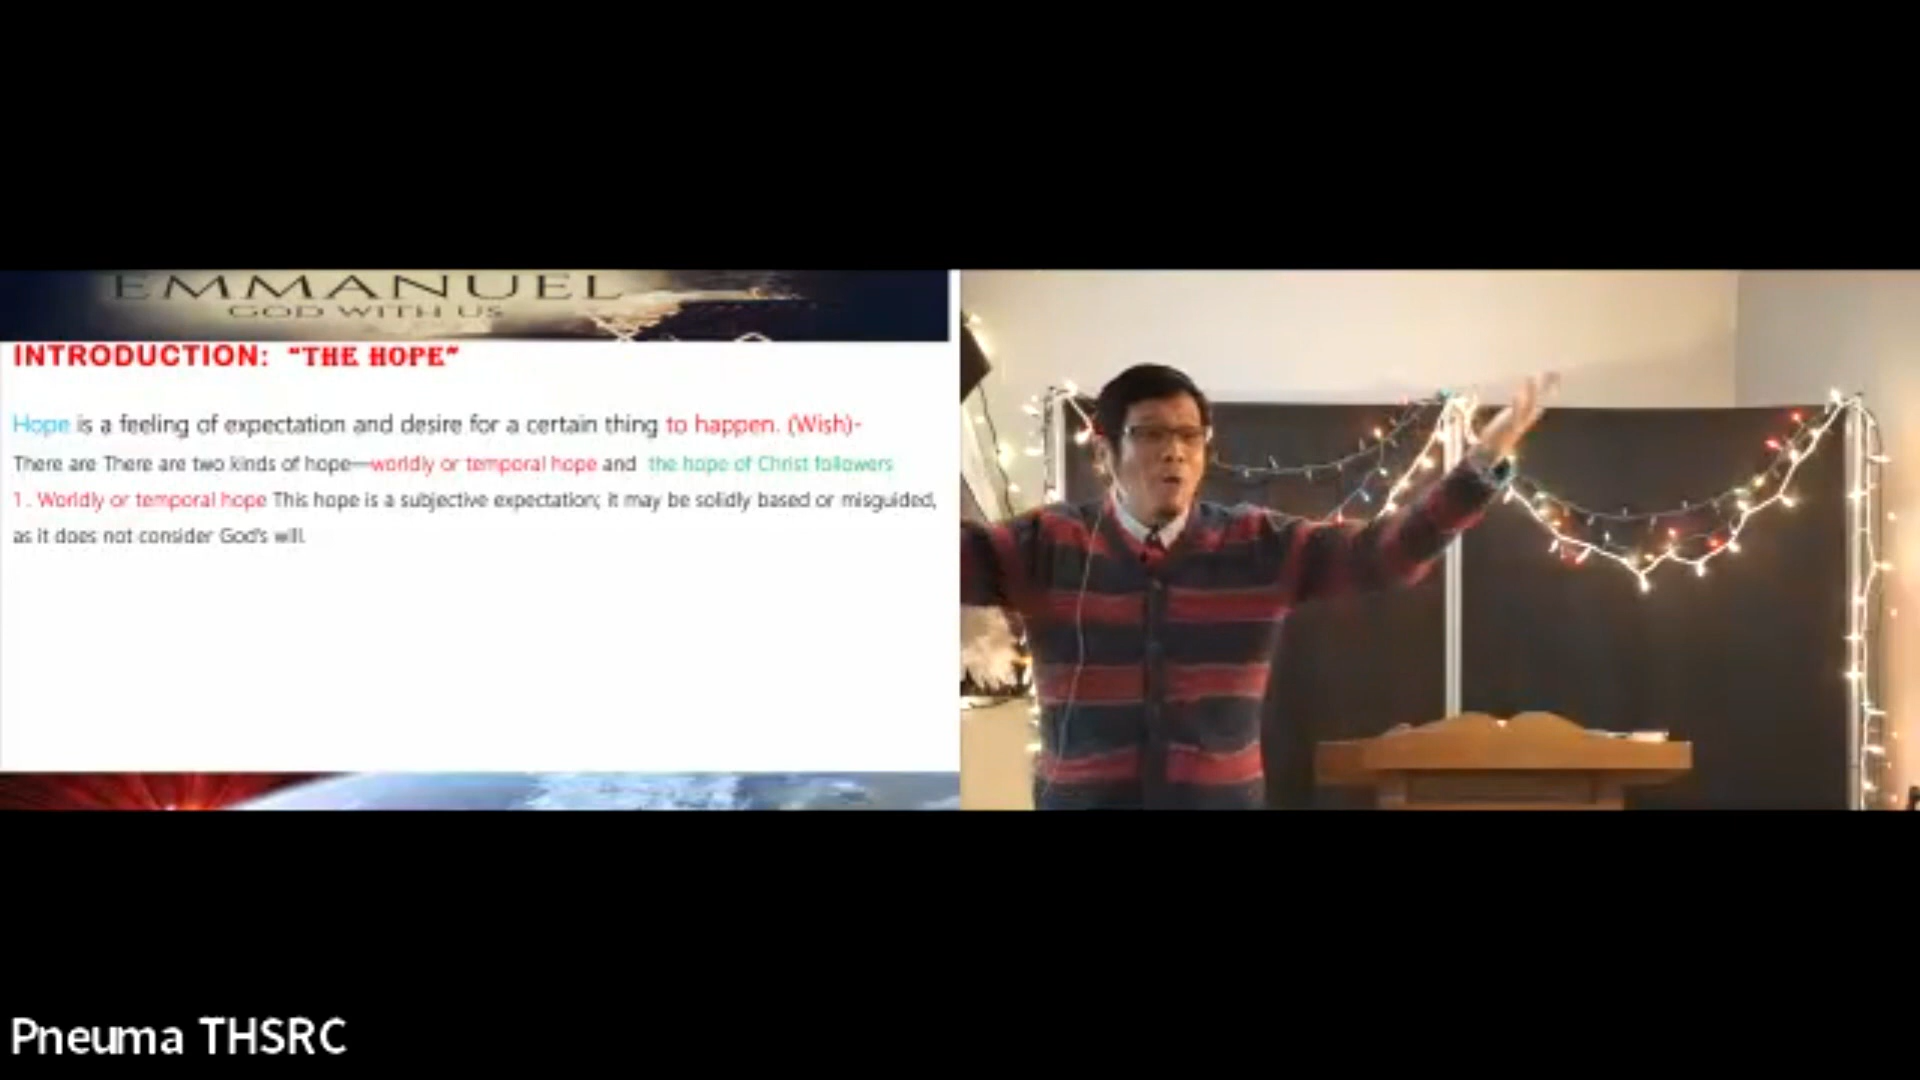 EMMANUEL
GOD WITH US
INTRODUCTION: “THE HOPE”
Hope is a feeling of expectation and desire for a certain thing to happen. (Wish)-
There are There are two kinds of hope—worldly or temporal hope and the hope of Christ followers
1. Worldly or temporal hope This hope is a subjective expectation; it may be solidly based or misguided,
as it does not consider God's will.
Pneuma THSRC